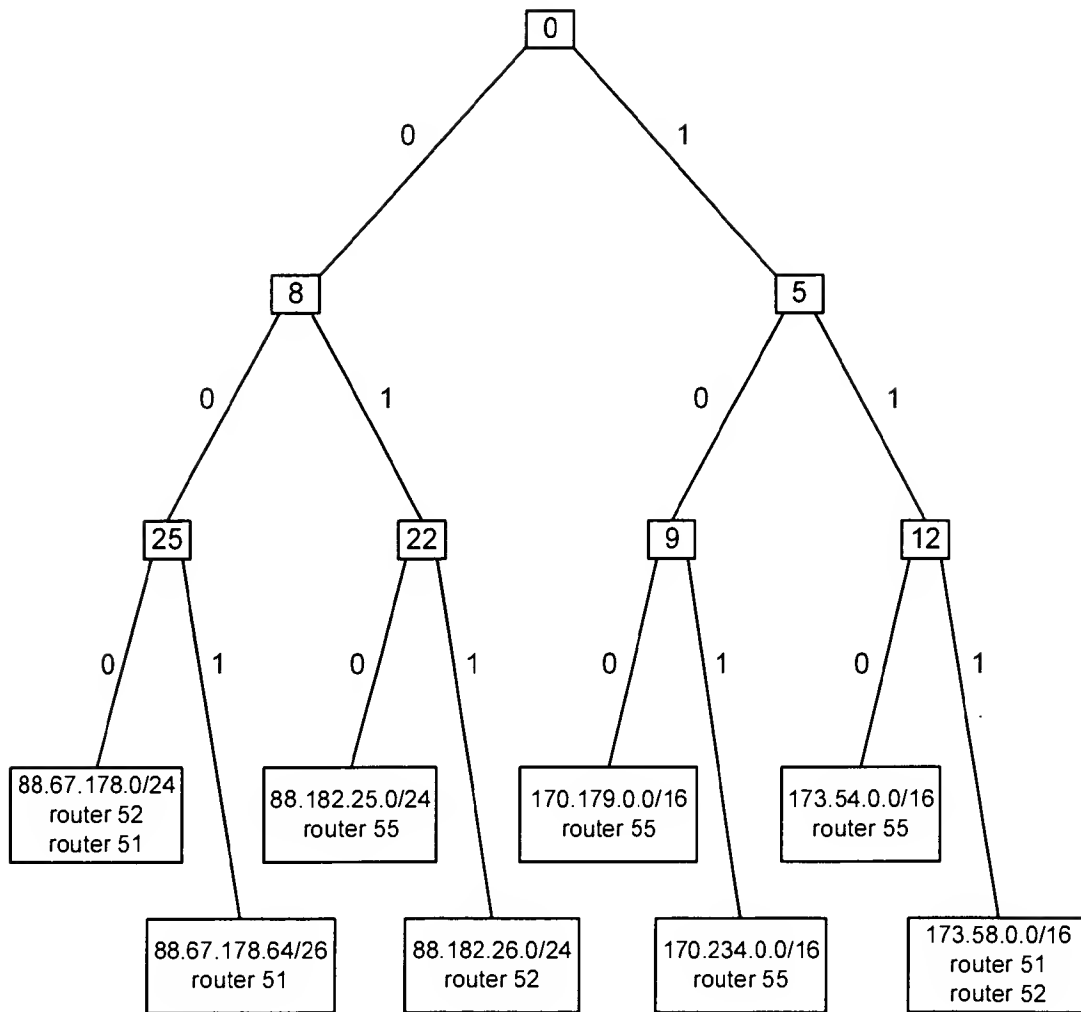 0
0 1
8 5
0 1 0 1
25 22 9 12
0 1 0 1 0 1 0 1
88.67.178.0/24
router 52
router 51
88.182.25.0/24
router 55
170.179.0.0/16
router 55
173.54.0.0/16
router 55
88.67.178.64/26
router 51
88.182.26.0/24
router 52
170.234.0.0/16
router 55
173.58.0.0/16
router 51
router 52